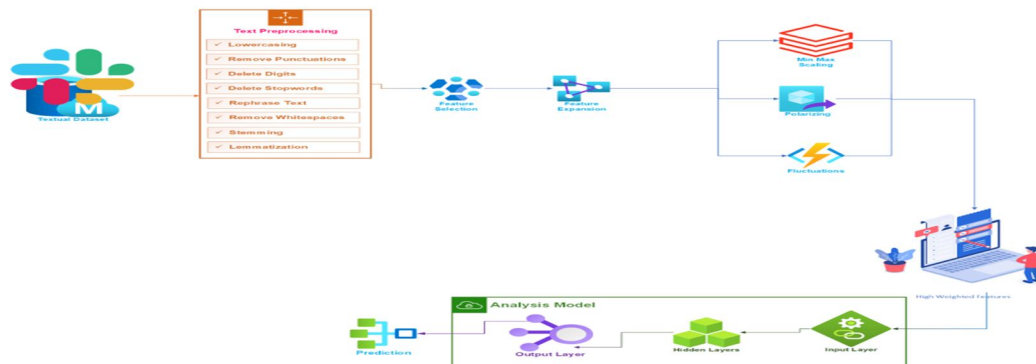 Text Preprocessing
✓ Lowercasing
✓ Remove Punctuations
✓ Delete Digits
✓ Delete Stopwords
✓ Rephrase Text
✓ Remove Whitespaces
✓ Stemming
✓ Lemmatization
M
Textual Dataset
Feature
Selection
Feature
Expansion
Min Max
Scaling
Polarizing
Fluctuations
High Weighted Features
Analysis Model
Input Layer
Hidden Layers
Output Layer
Prediction